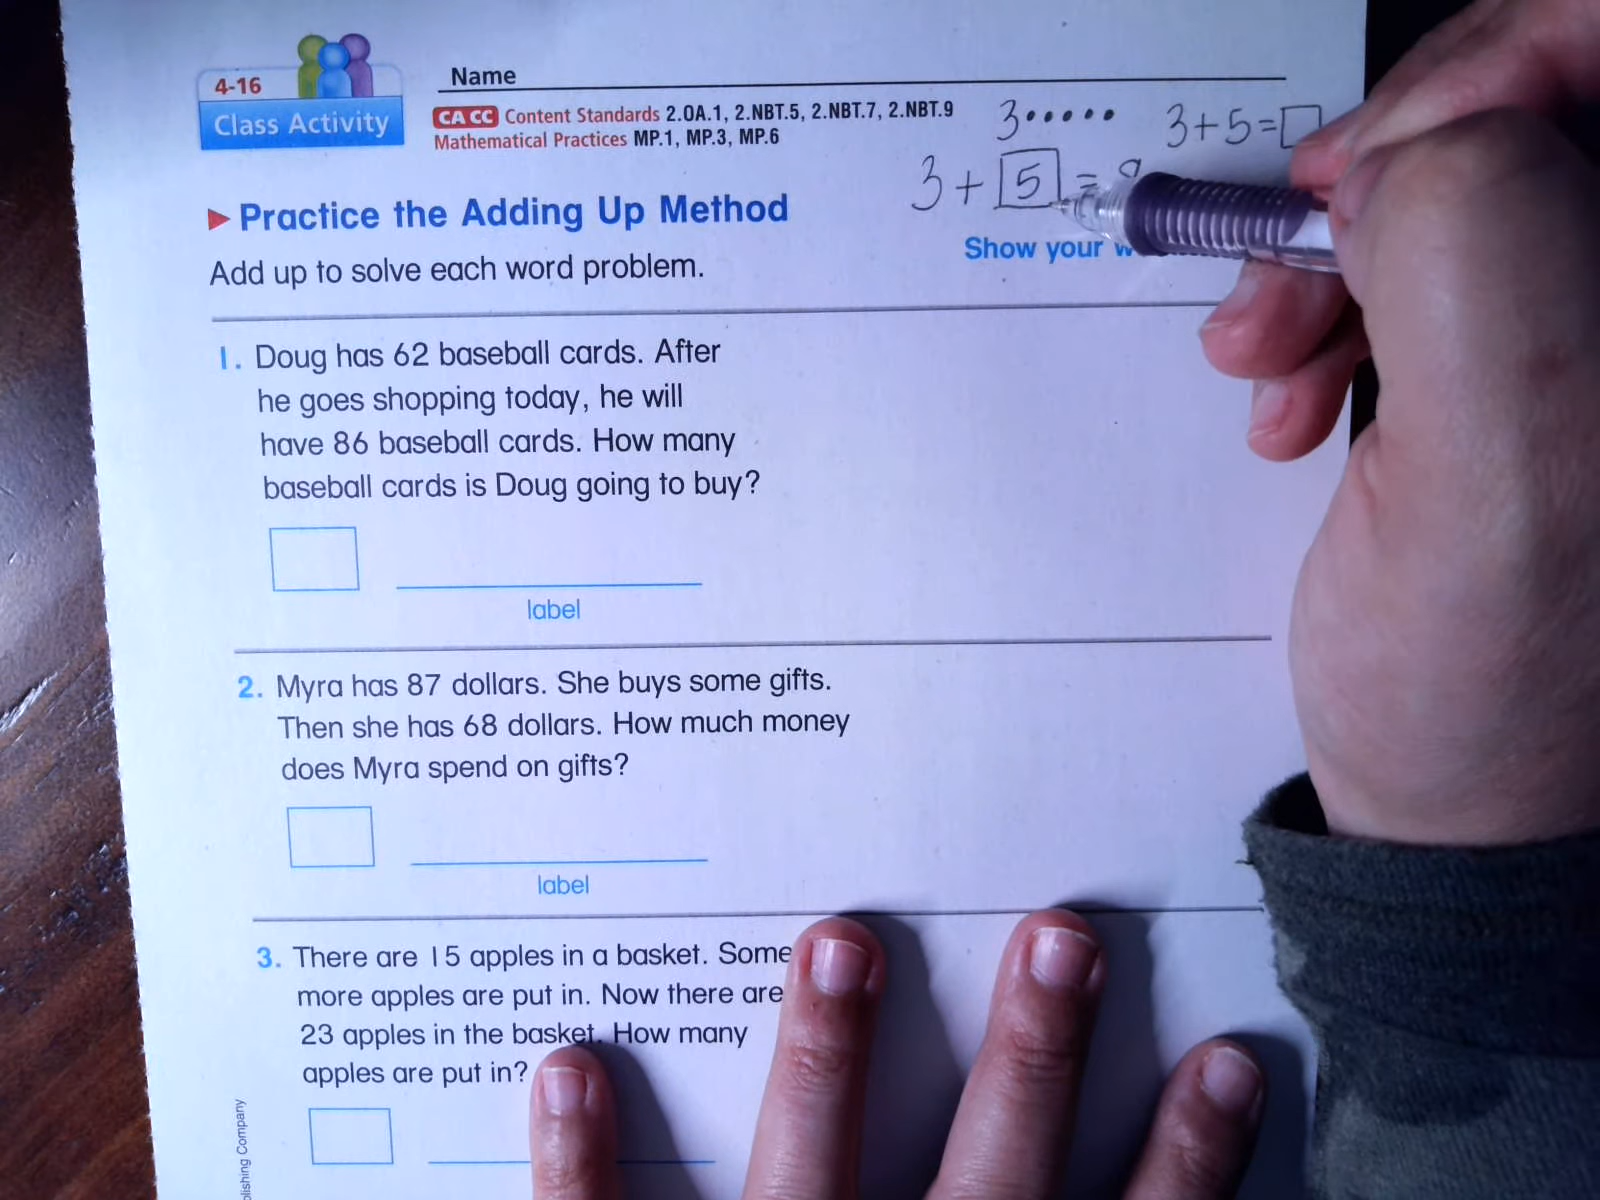 4-16
Class Activity
Name
CA CC Content Standards 2.OA.1, 2.NBT.5, 2.NBT.7, 2.NBT.9
Mathematical Practices MP.1, MP.3, MP.6
3••••• 3+5=□
3 + 5 =
Practice the Adding Up Method
Show your
Add up to solve each word problem.
1. Doug has 62 baseball cards. After
he goes shopping today, he will
have 86 baseball cards. How many
baseball cards is Doug going to buy?
label
2. Myra has 87 dollars. She buys some gifts.
Then she has 68 dollars. How much money
does Myra spend on gifts?
label
3. There are 15 apples in a basket. Some
more apples are put in. Now there are
23 apples in the basket. How many
apples are put in?
Company